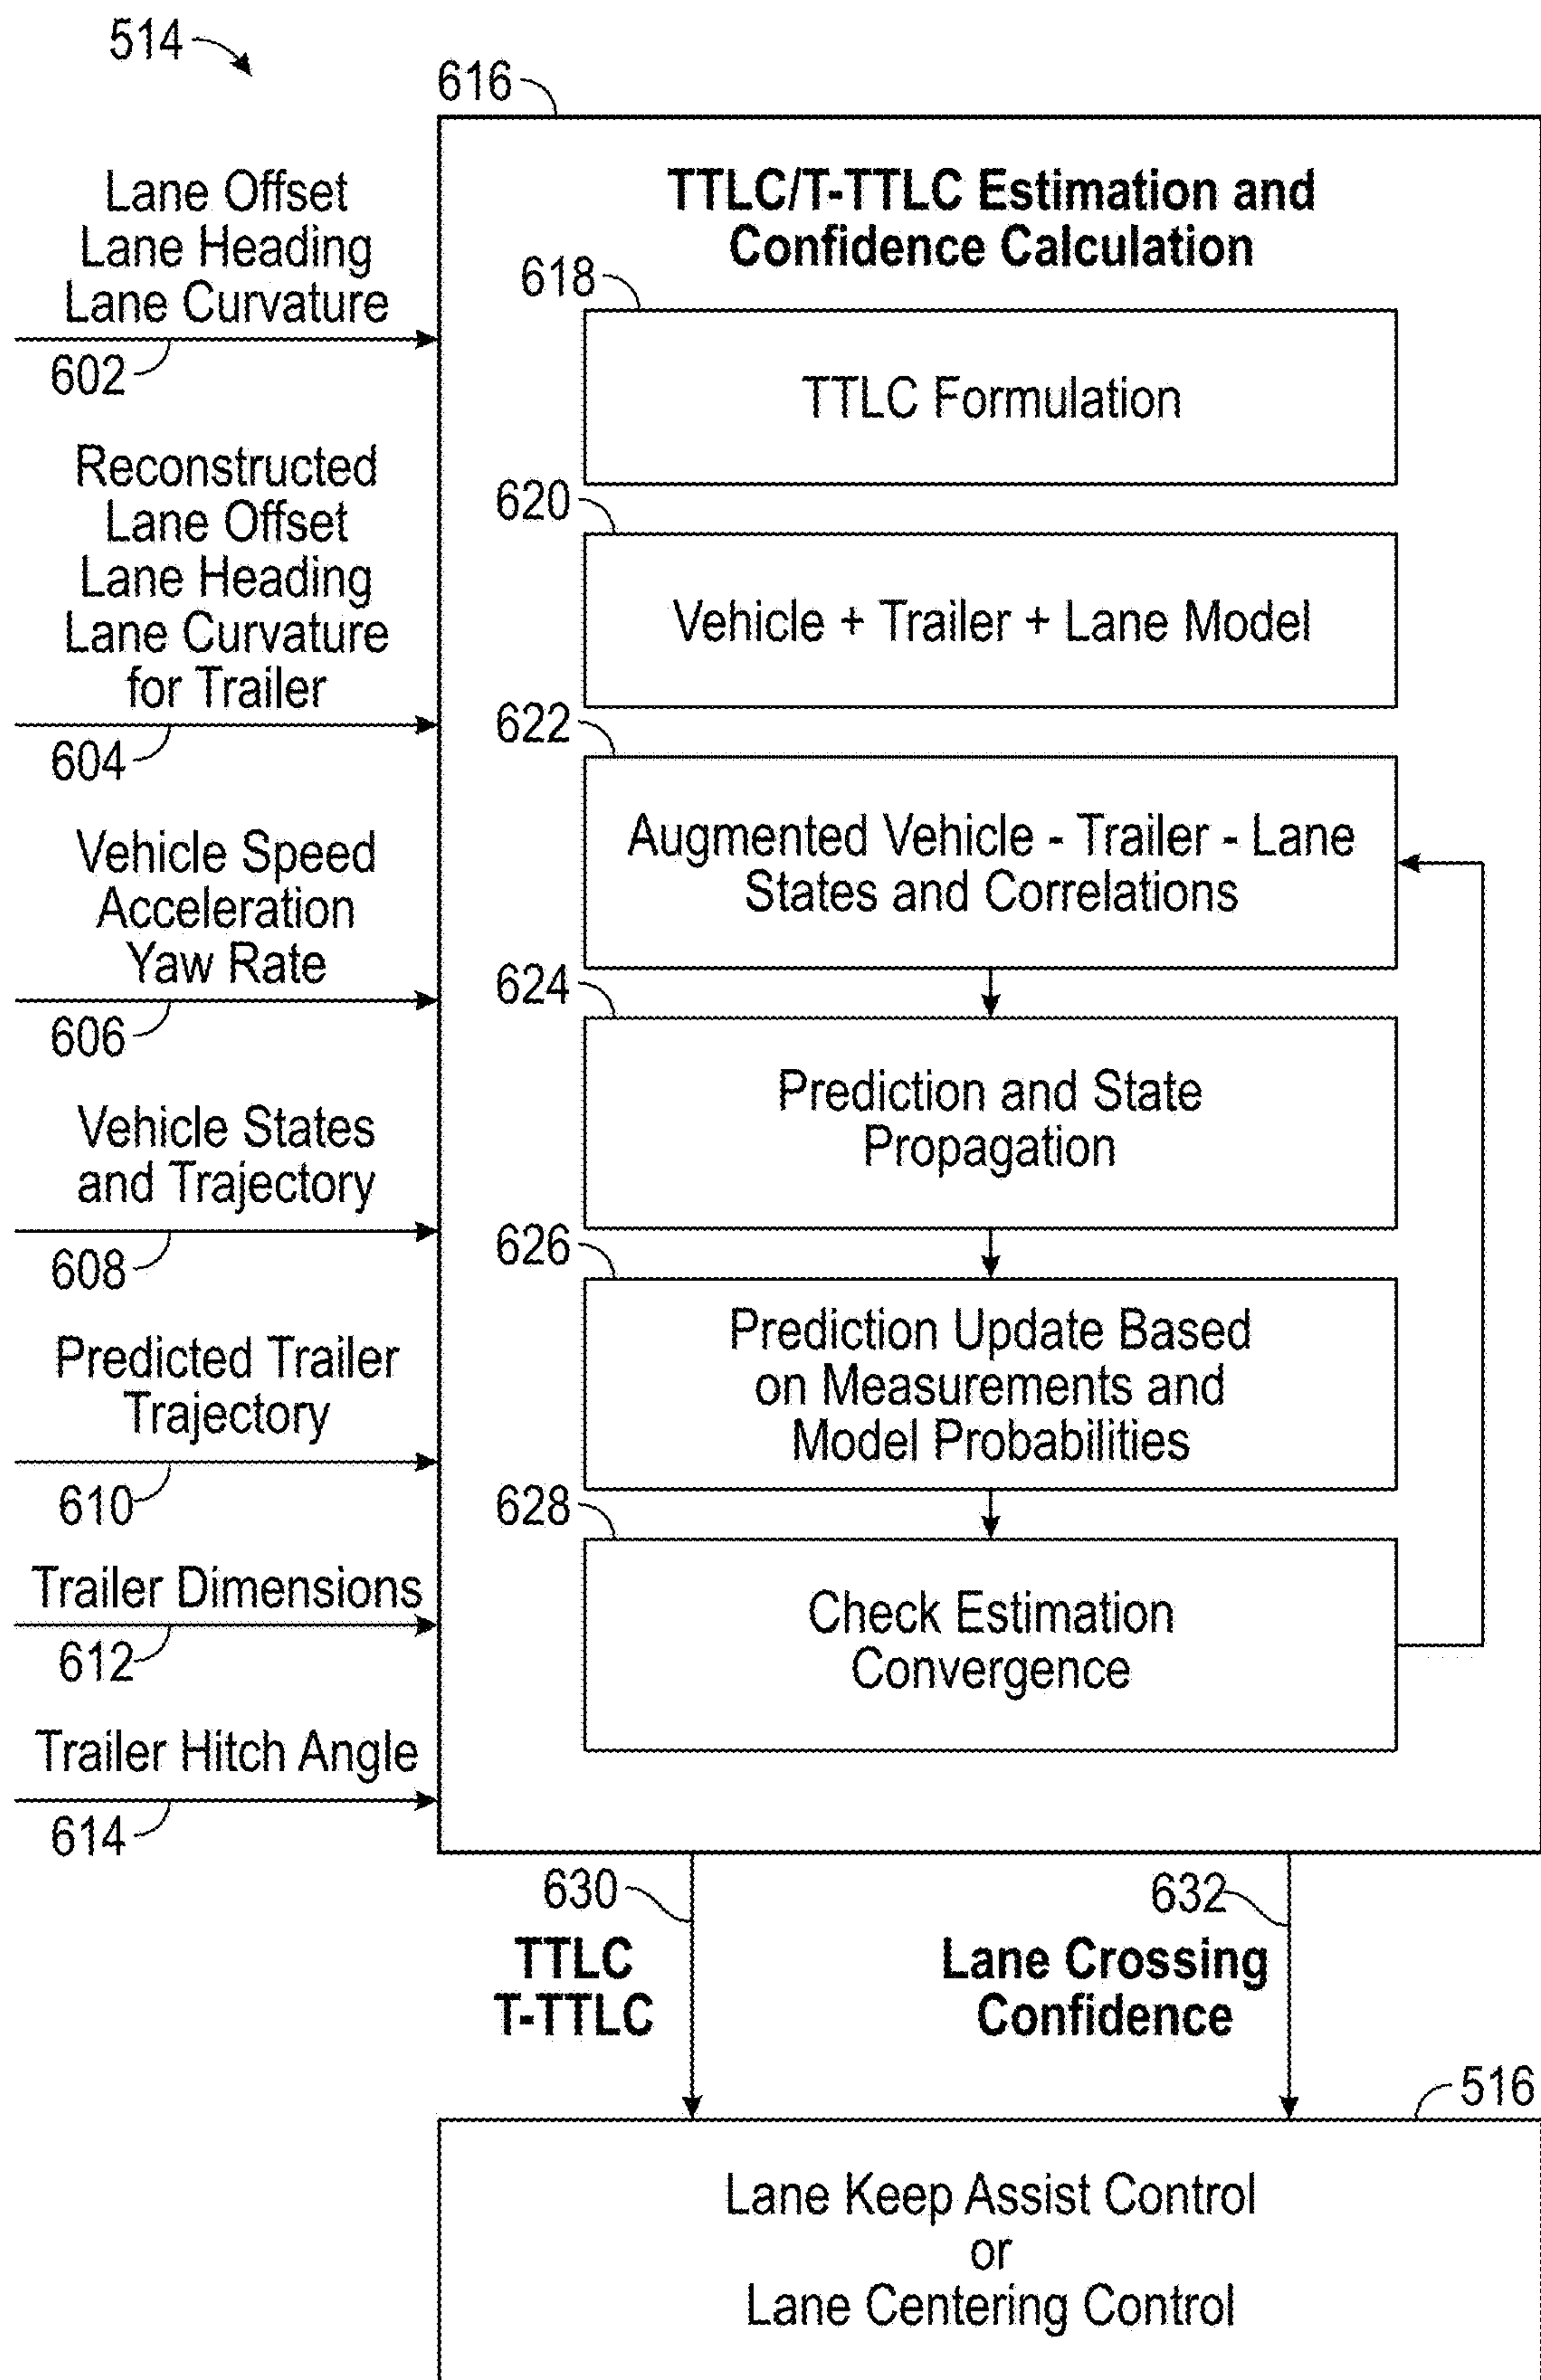 514
616
Lane Offset
Lane Heading
Lane Curvature
602
Reconstructed
Lane Offset
Lane Heading
Lane Curvature
for Trailer
604
Vehicle Speed
Acceleration
Yaw Rate
606
Vehicle States
and Trajectory
608
Predicted Trailer
Trajectory
610
Trailer Dimensions
612
Trailer Hitch Angle
614
TTLC/T-TTLC Estimation and
Confidence Calculation
618
TTLC Formulation
620
Vehicle + Trailer + Lane Model
622
Augmented Vehicle - Trailer - Lane
States and Correlations
624
Prediction and State
Propagation
626
Prediction Update Based
on Measurements and
Model Probabilities
628
Check Estimation
Convergence
630
TTLC
T-TTLC
632
Lane Crossing
Confidence
516
Lane Keep Assist Control
or
Lane Centering Control